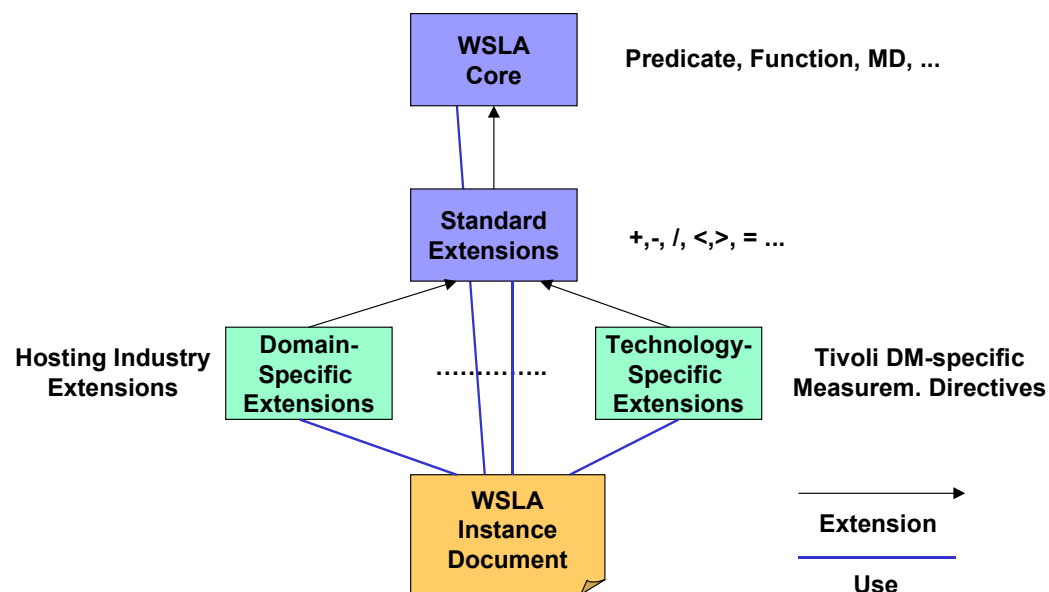 WSLA
Core
Predicate, Function, MD, ...
Standard
Extensions
+,-, /, <,>, = ...
Hosting Industry
Extensions
Domain-
Specific
Extensions
..............
Technology-
Specific
Extensions
Tivoli DM-specific
Measurem. Directives
WSLA
Instance
Document
Extension
Use